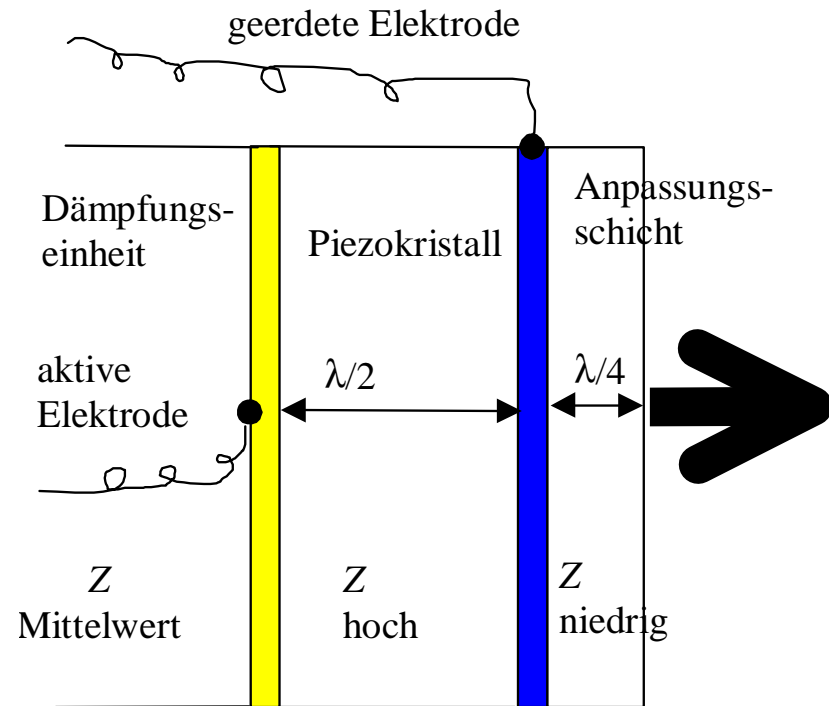 geerdete Elektrode
Dämpfungs-
einheit
Piezokristall
Anpassungs-
schicht
aktive
Elektrode
λ/2
λ/4
Z
Mittelwert
Z
hoch
Z
niedrig